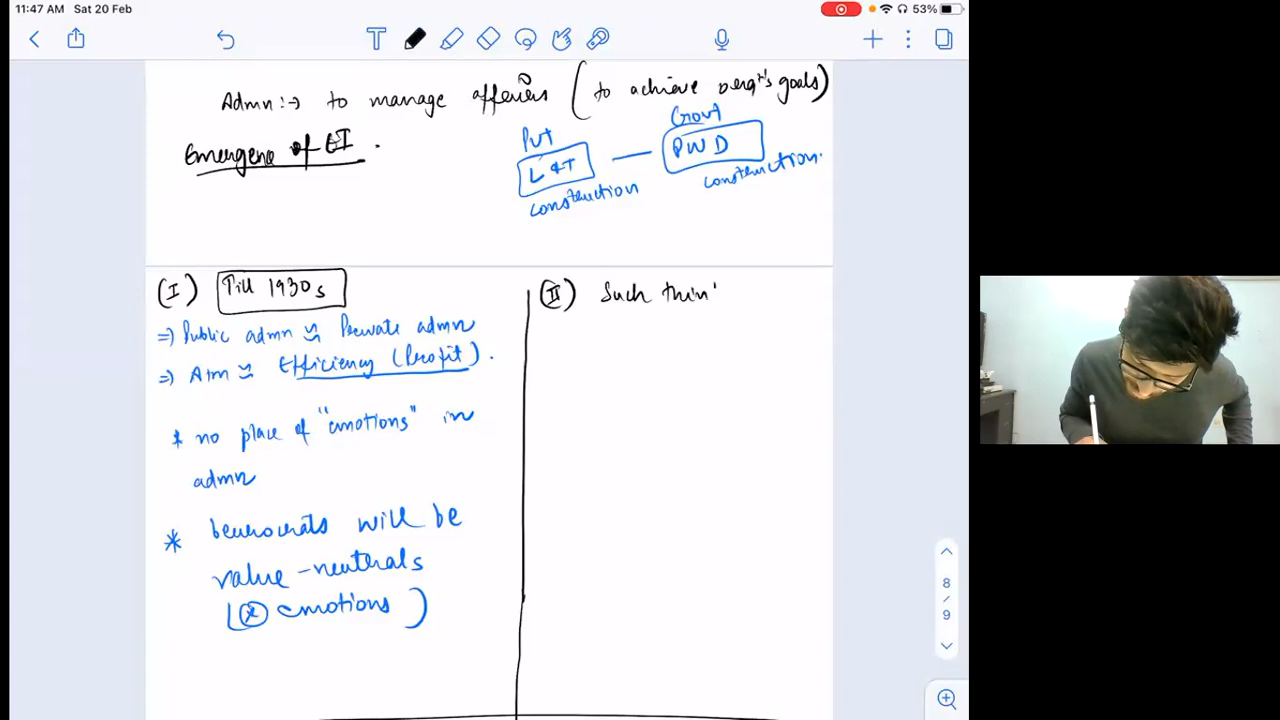 11:47 AM Sat 20 Feb 53%
Admn:→ to manage affairs (to achieve orgn's goals)
Emergence of EI.
Pvt Govt
L&T — PWD
construction construction.
(I) Till 1930s
⇒ Public admn ≈ Private admn
⇒ Aim ≈ Efficiency (Profit).
* no place of "emotions" in
admn
* beurocrats will be
value-neutrals
(ⓧ emotions)
(II) Such thin
8
/
9